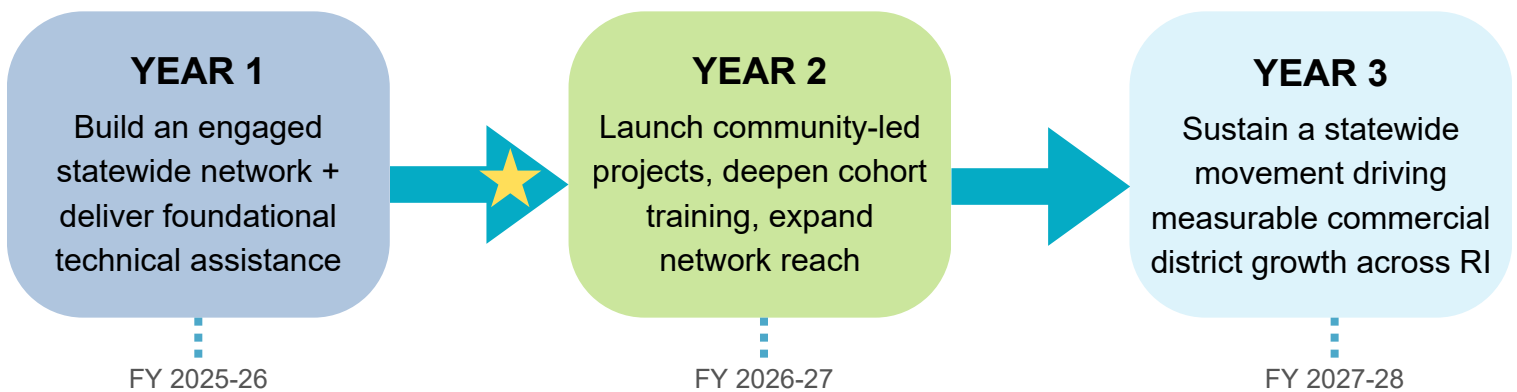 YEAR 1
Build an engaged
statewide network +
deliver foundational
technical assistance
FY 2025-26
YEAR 2
Launch community-led
projects, deepen cohort
training, expand
network reach
FY 2026-27
YEAR 3
Sustain a statewide
movement driving
measurable commercial
district growth across RI
FY 2027-28